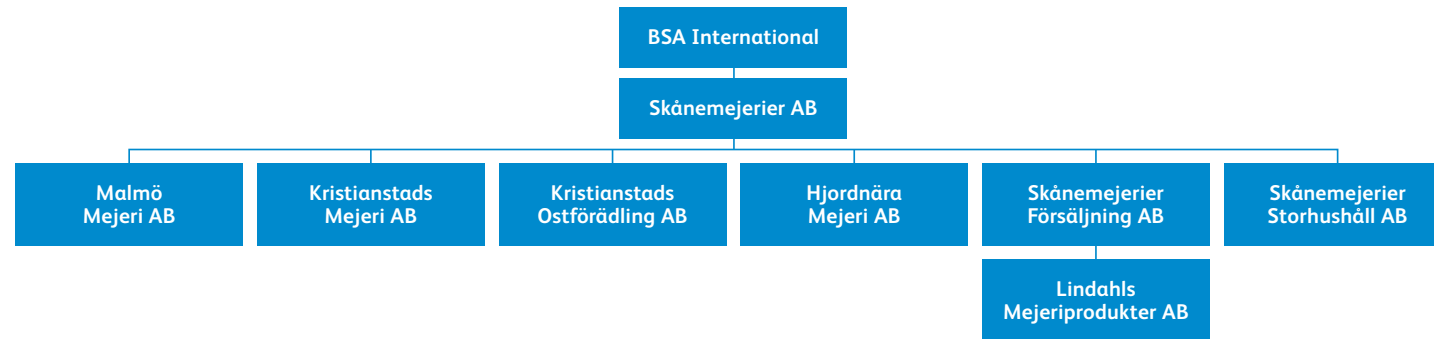 BSA International
Skånemejerier AB
Malmö
Mejeri AB
Kristianstads
Mejeri AB
Kristianstads
Ostförädling AB
Hjordnära
Mejeri AB
Skånemejerier
Försäljning AB
Skånemejerier
Storhushåll AB
Lindahls
Mejeriprodukter AB